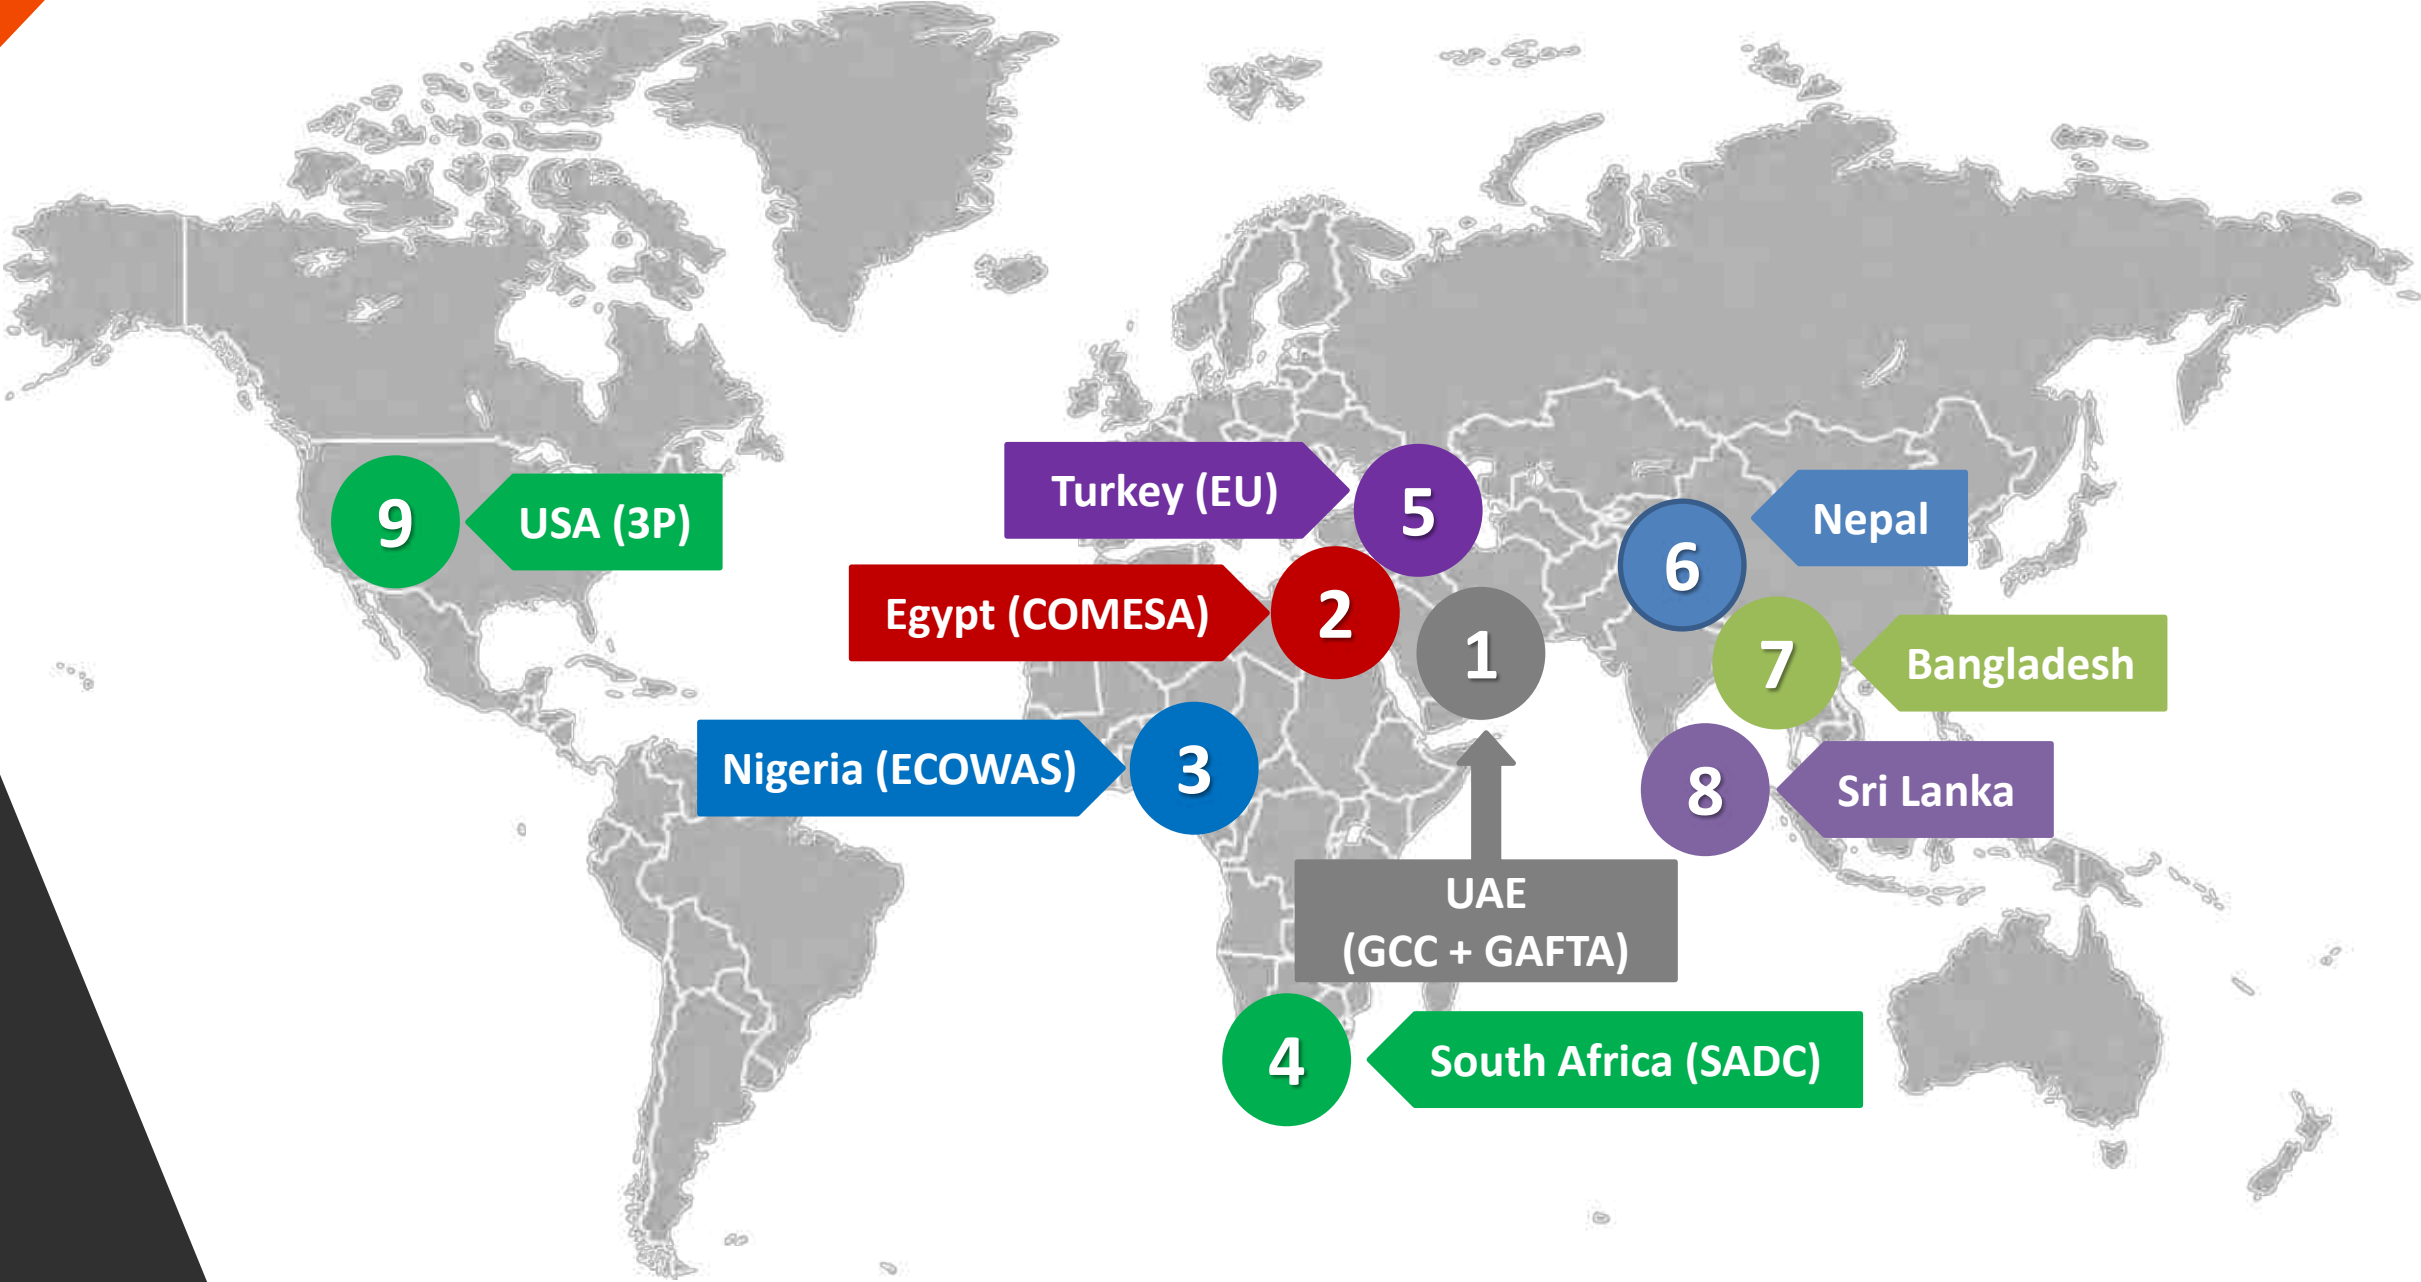 Turkey (EU)
5
9
USA (3P)
Nepal
6
Egypt (COMESA)
2
1
7
Bangladesh
Nigeria (ECOWAS)
3
8
Sri Lanka
UAE
(GCC + GAFTA)
4
South Africa (SADC)